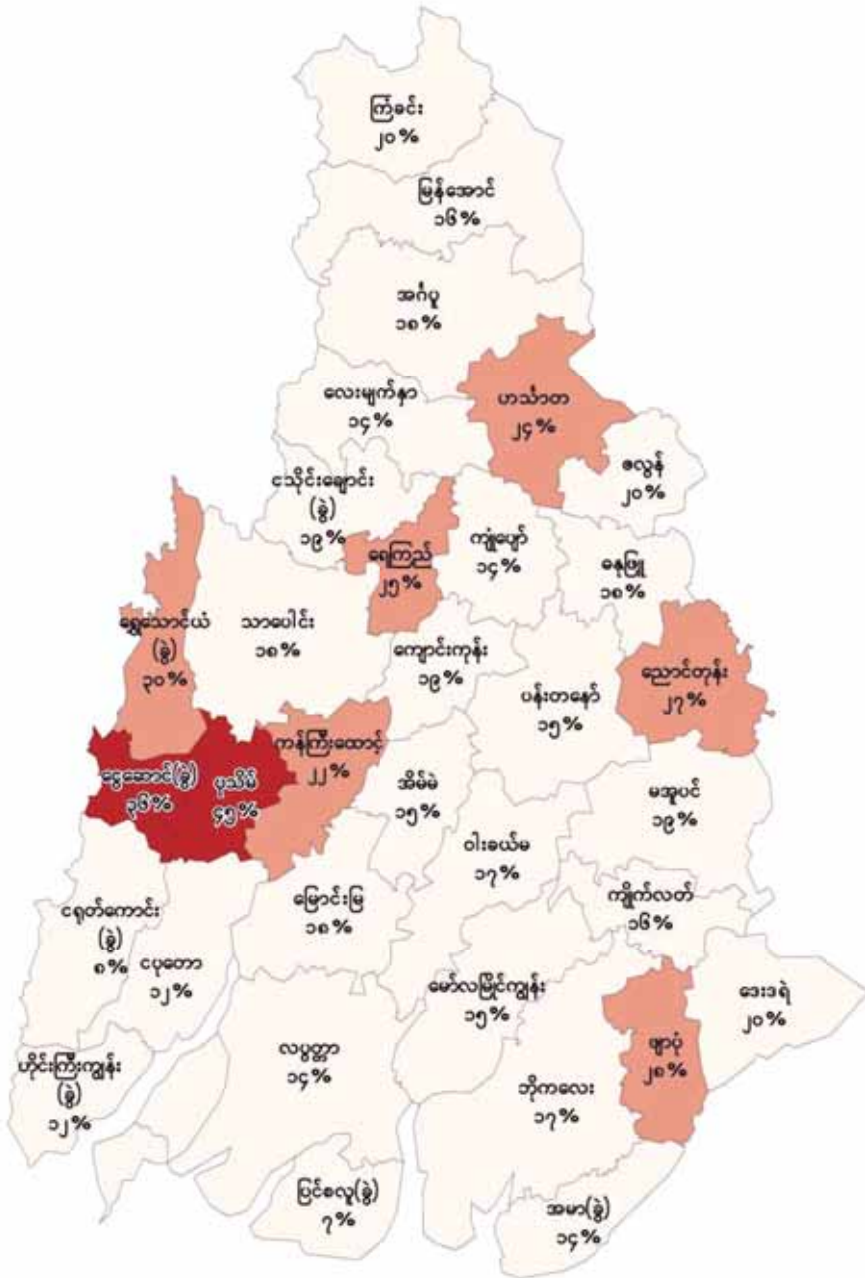 ကြံခင်း
၂၀%
မြန်အောင်
၁၆%
အင်္ဂပူ
၁၈%
လေးမျက်နှာ
၁၄%
ဟင်္သာတ
၂၄%
ဇလွန်
၂၀%
ငသိုင်းချောင်း
(ခွဲ)
၁၉%
ရေကြည်
၂၅%
ကျုံပျော်
၁၄%
ဓနုဖြူ
၁၈%
ရွှေသောင်ယံ
(ခွဲ)
၃၀%
သာပေါင်း
၁၈%
ကျောင်းကုန်း
၁၉%
ပန်းတနော်
၁၅%
ညောင်တုန်း
၂၇%
ငွေဆောင်(ခွဲ)
၃၆%
ပုသိမ်
၄၅%
ကန်ကြီးထောင့်
၂၂%
အိမ်မဲ
၁၅%
ဝါးခယ်မ
၁၇%
မအူပင်
၁၉%
ငရုတ်ကောင်း
(ခွဲ)
၈%
ငပုတော
၁၂%
မြောင်းမြ
၁၈%
ကျိုက်လတ်
၁၆%
မော်လမြိုင်ကျွန်း
၁၅%
ဒေးဒရဲ
၂၀%
ဟိုင်းကြီးကျွန်း
(ခွဲ)
၁၂%
လပွတ္တာ
၁၄%
ဘိုကလေး
၁၇%
ဖျာပုံ
၂၈%
ပြင်စလူ(ခွဲ)
၇%
အမာ(ခွဲ)
၁၄%